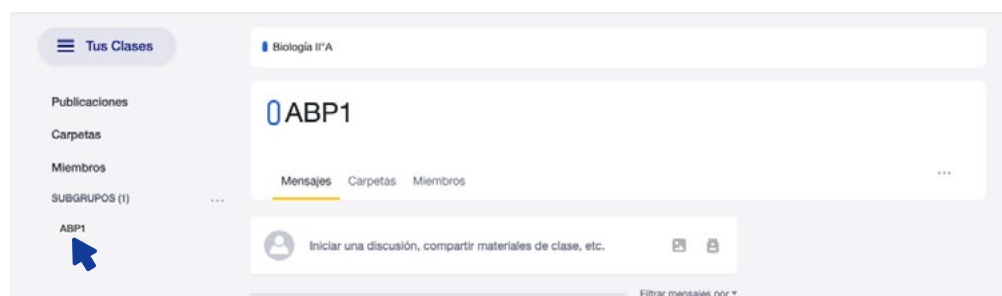 Tus Clases
Biología II°A
Publicaciones
Carpetas
Miembros
SUBGRUPOS (1)
ABP1
ABP1
Mensajes Carpetas Miembros
Iniciar una discusión, compartir materiales de clase, etc.
Filtrar mensajes por